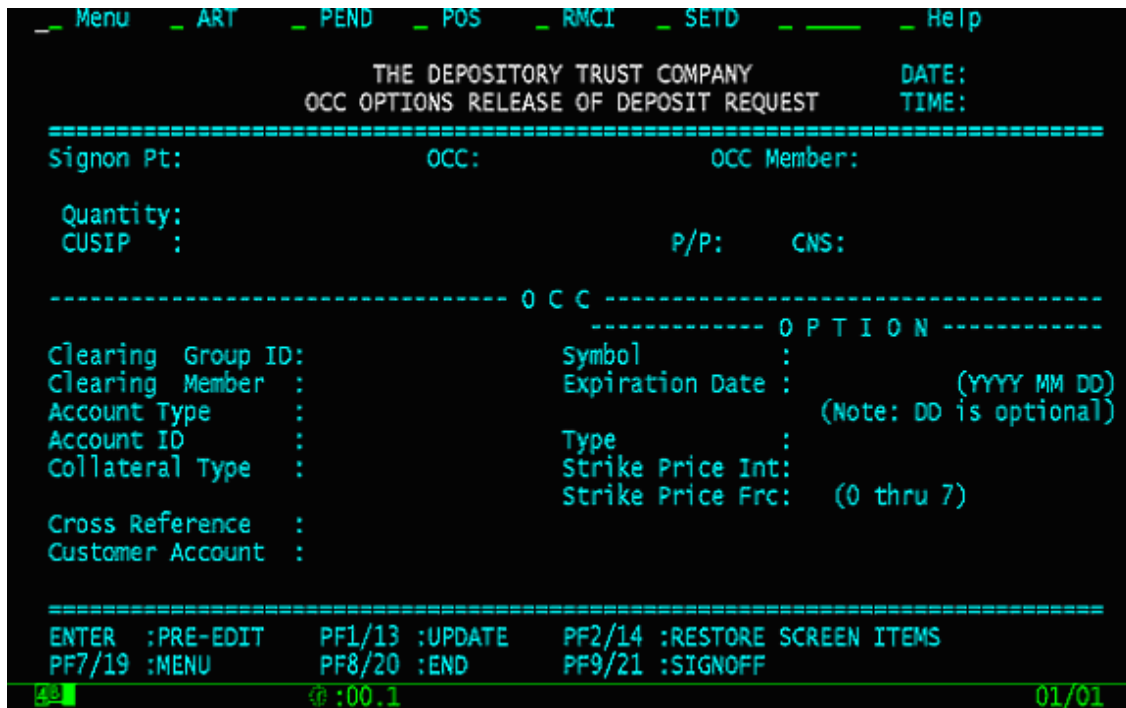 __ Menu _ ART _ PEND _ POS _ RMCI _ SETD _ ____ _ Help
THE DEPOSITORY TRUST COMPANY DATE:
OCC OPTIONS RELEASE OF DEPOSIT REQUEST TIME:
Signon Pt: OCC: OCC Member:
Quantity:
CUSIP : P/P: CNS:
---------------------------------- O C C -------------------------------------
------------- O P T I O N ------------
Clearing Group ID: Symbol :
Clearing Member : Expiration Date : (YYYY MM DD)
Account Type : (Note: DD is optional)
Account ID : Type :
Collateral Type : Strike Price Int:
Strike Price Frc: (0 thru 7)
Cross Reference :
Customer Account :
ENTER :PRE-EDIT PF1/13 :UPDATE PF2/14 :RESTORE SCREEN ITEMS
PF7/19 :MENU PF8/20 :END PF9/21 :SIGNOFF
4B :00.1 01/01